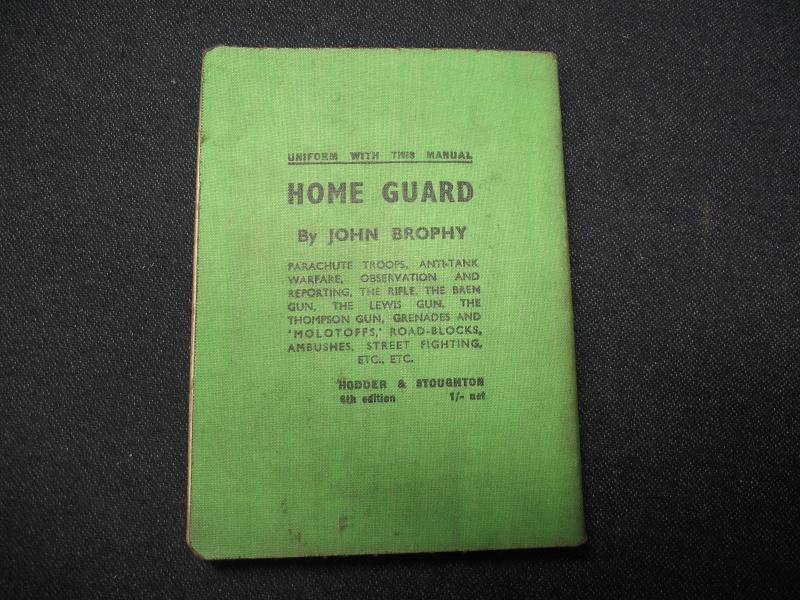 UNIFORM WITH THIS MANUAL
HOME GUARD
By JOHN BROPHY
PARACHUTE TROOPS, ANTI-TANK
WARFARE, OBSERVATION AND
REPORTING, THE RIFLE, THE BREN
GUN, THE LEWIS GUN, THE
THOMPSON GUN, GRENADES AND
'MOLOTOFFS,' ROAD-BLOCKS,
AMBUSHES, STREET FIGHTING,
ETC., ETC.
HODDER & STOUGHTON
6th edition 1/- net